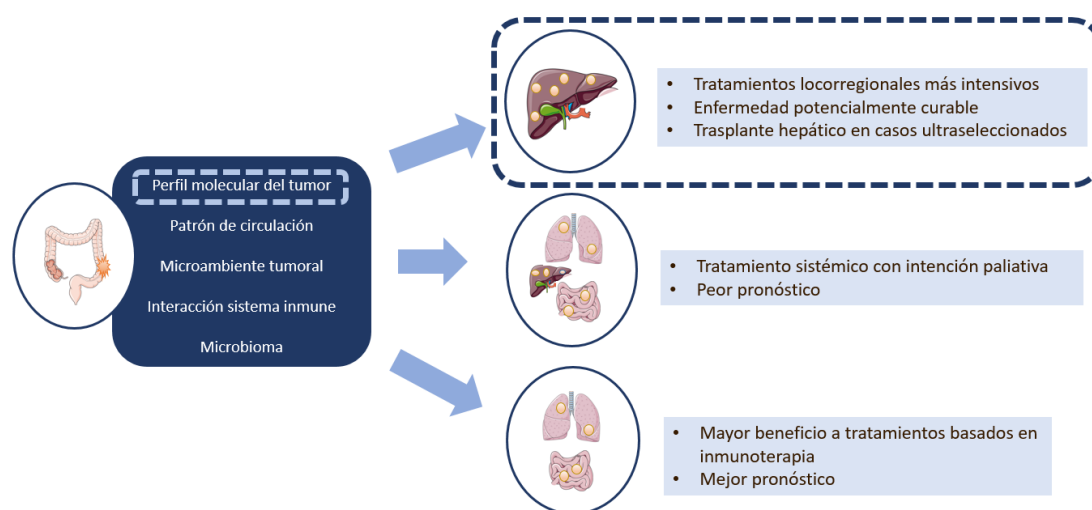 Perfil molecular del tumor
Patrón de circulación
Microambiente tumoral
Interacción sistema inmune
Microbioma
• Tratamientos locorregionales más intensivos
• Enfermedad potencialmente curable
• Trasplante hepático en casos ultraseleccionados
• Tratamiento sistémico con intención paliativa
• Peor pronóstico
• Mayor beneficio a tratamientos basados en
inmunoterapia
• Mejor pronóstico